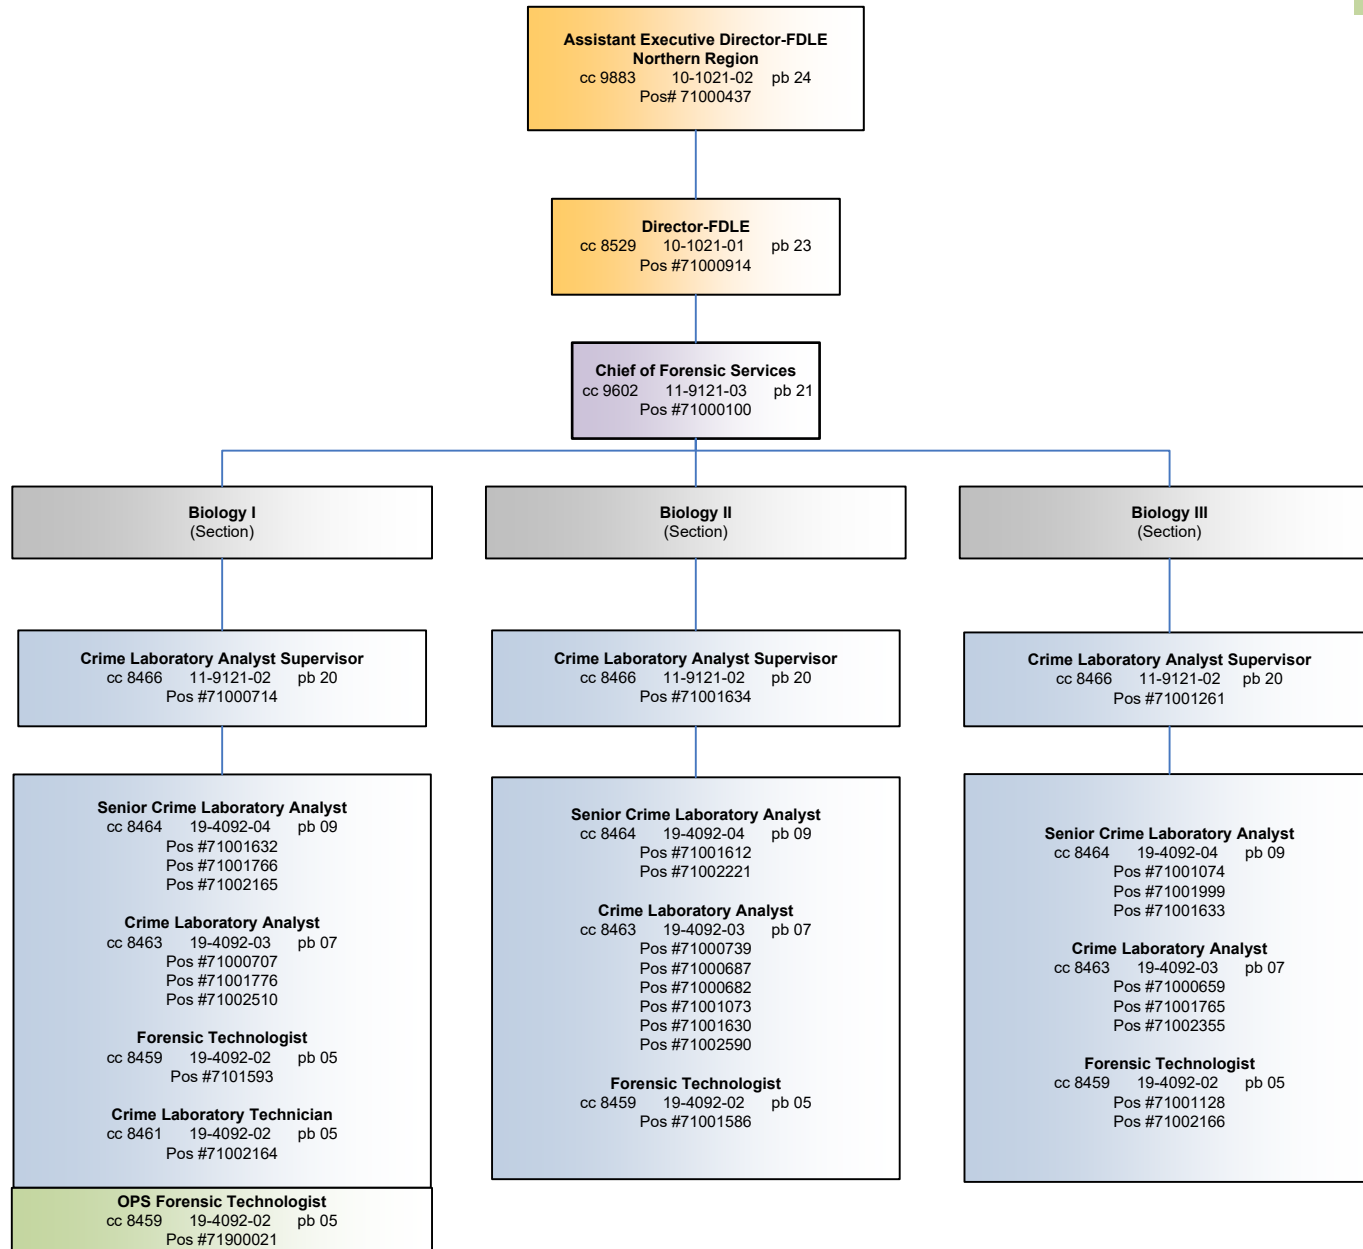 Assistant Executive Director-FDLE
Northern Region
cc 9883 10-1021-02 pb 24
Pos# 71000437
Director-FDLE
cc 8529 10-1021-01 pb 23
Pos #71000914
Chief of Forensic Services
cc 9602 11-9121-03 pb 21
Pos #71000100
Biology I
(Section)
Crime Laboratory Analyst Supervisor
cc 8466 11-9121-02 pb 20
Pos #71000714
Senior Crime Laboratory Analyst
cc 8464 19-4092-04 pb 09
Pos #71001632
Pos #71001766
Pos #71002165
Crime Laboratory Analyst
cc 8463 19-4092-03 pb 07
Pos #71000707
Pos #71001776
Pos #71002510
Forensic Technologist
cc 8459 19-4092-02 pb 05
Pos #7101593
Crime Laboratory Technician
cc 8461 19-4092-02 pb 05
Pos #71002164
OPS Forensic Technologist
cc 8459 19-4092-02 pb 05
Pos #71900021
Biology II
(Section)
Crime Laboratory Analyst Supervisor
cc 8466 11-9121-02 pb 20
Pos #71001634
Senior Crime Laboratory Analyst
cc 8464 19-4092-04 pb 09
Pos #71001612
Pos #71002221
Crime Laboratory Analyst
cc 8463 19-4092-03 pb 07
Pos #71000739
Pos #71000687
Pos #71000682
Pos #71001073
Pos #71001630
Pos #71002590
Forensic Technologist
cc 8459 19-4092-02 pb 05
Pos #71001586
Biology III
(Section)
Crime Laboratory Analyst Supervisor
cc 8466 11-9121-02 pb 20
Pos #71001261
Senior Crime Laboratory Analyst
cc 8464 19-4092-04 pb 09
Pos #71001074
Pos #71001999
Pos #71001633
Crime Laboratory Analyst
cc 8463 19-4092-03 pb 07
Pos #71000659
Pos #71001765
Pos #71002355
Forensic Technologist
cc 8459 19-4092-02 pb 05
Pos #71001128
Pos #71002166